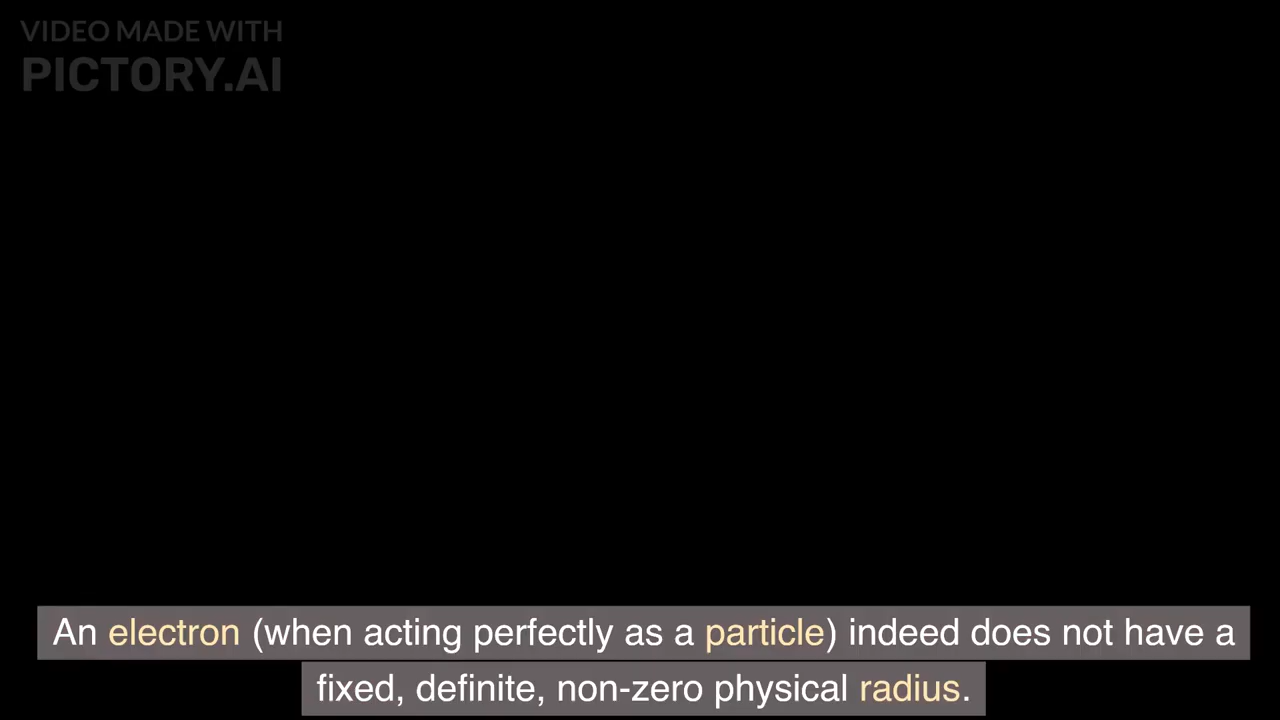 VIDEO MADE WITH
PICTORY.AI
An electron (when acting perfectly as a particle) indeed does not have a
fixed, definite, non-zero physical radius.